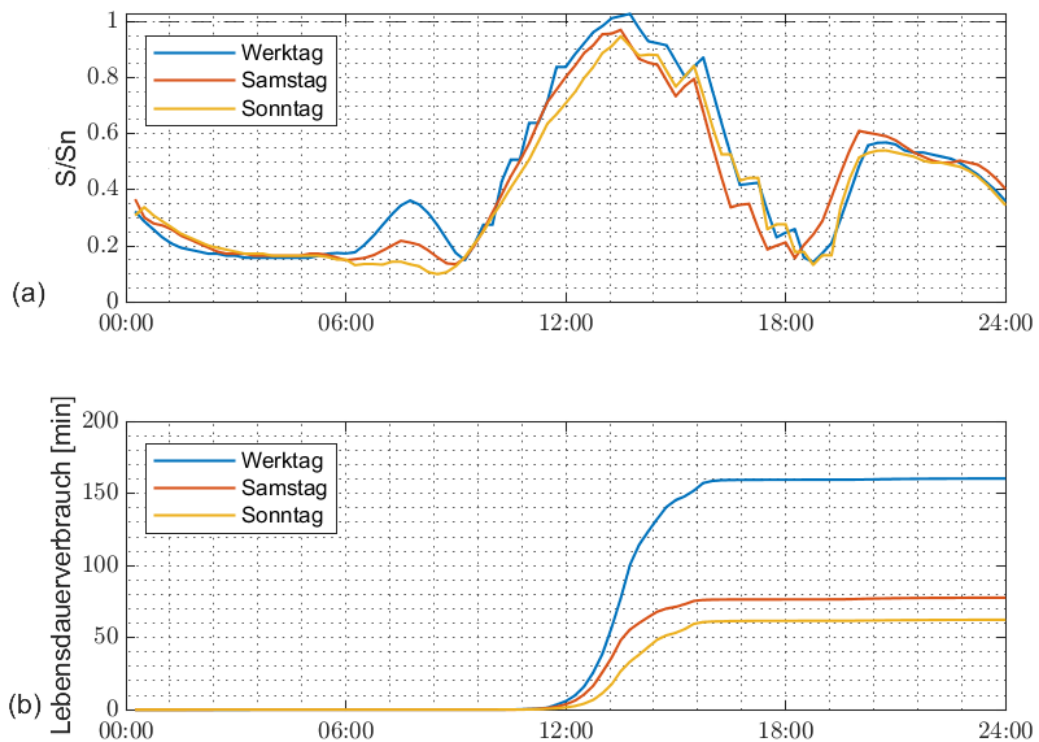 1
0.8
0.6
0.4
0.2
0
S/Sn
Werktag
Samstag
Sonntag
(a)
00:00 06:00 12:00 18:00 24:00
200
150
100
50
0
Lebensdauerverbrauch [min]
Werktag
Samstag
Sonntag
(b)
00:00 06:00 12:00 18:00 24:00